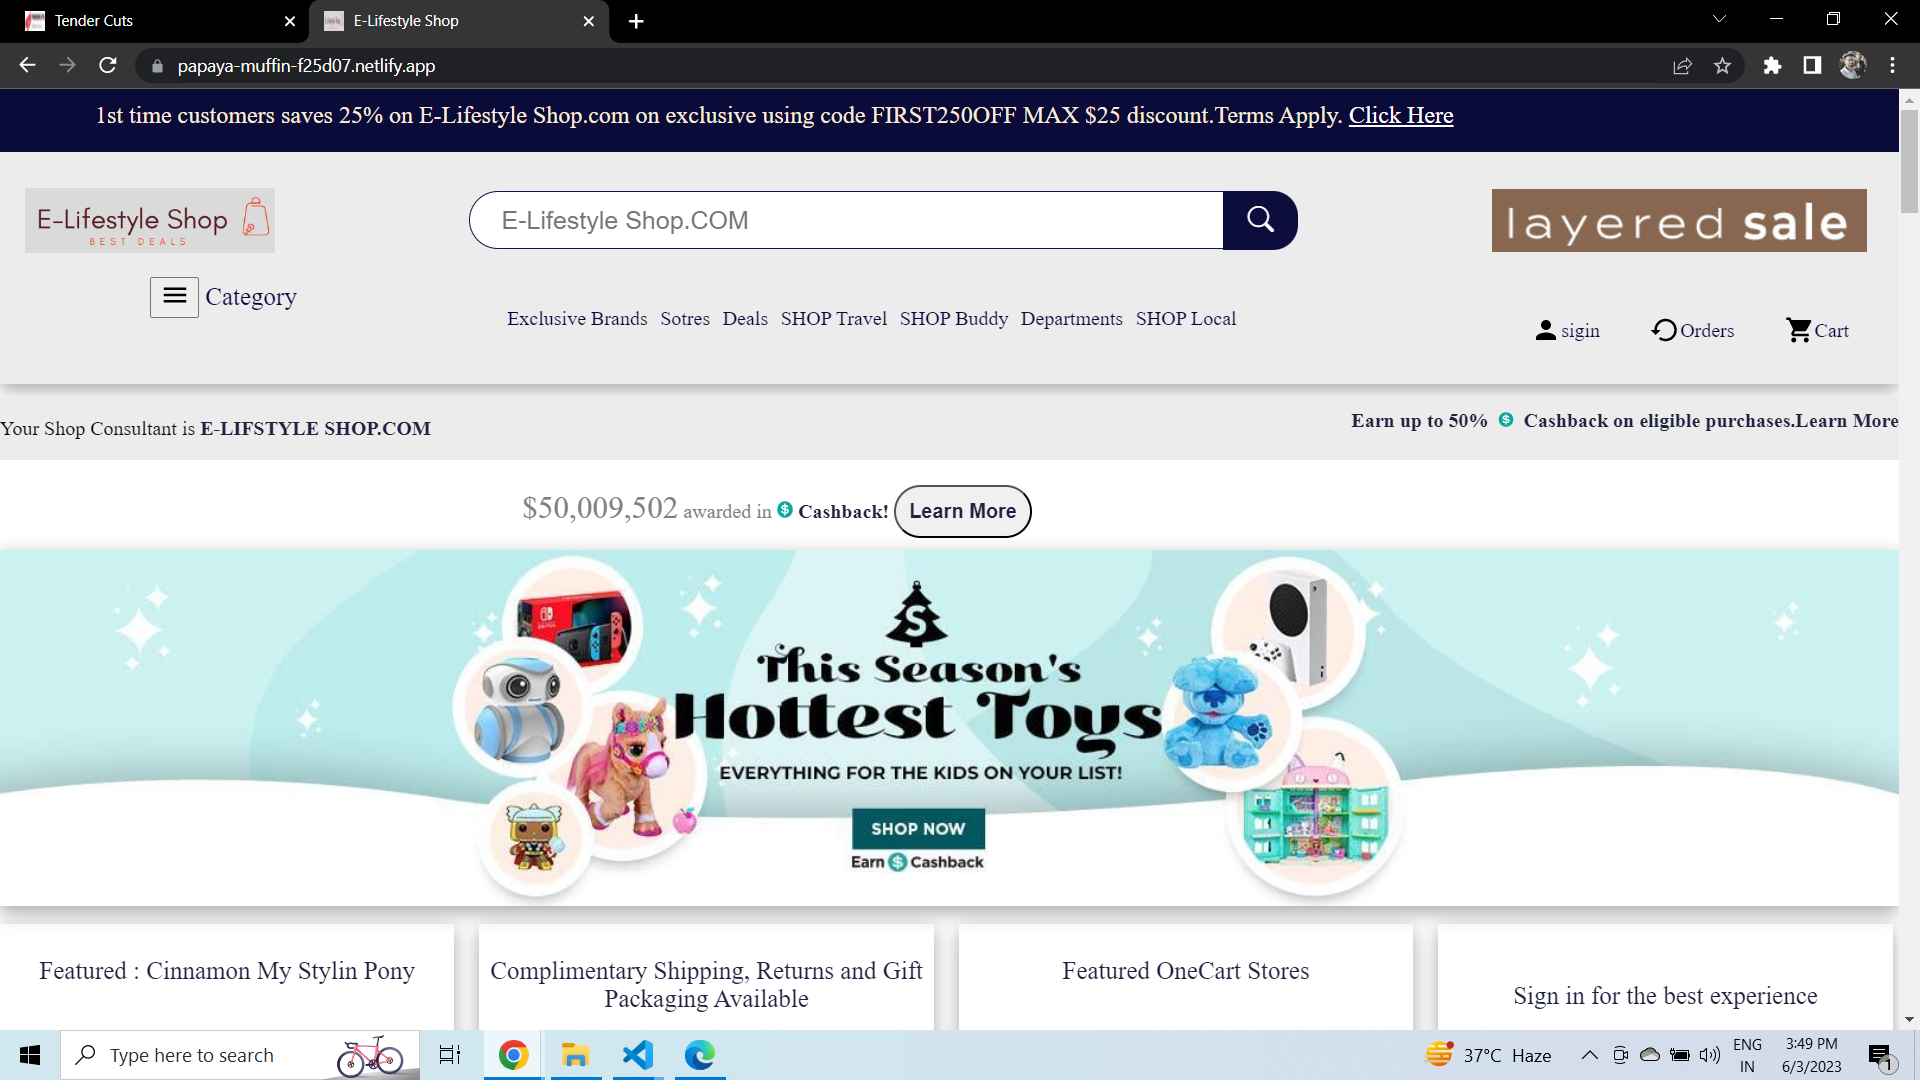 Tender Cuts
E-Lifestyle Shop
papaya-muffin-f25d07.netlify.app
1st time customers saves 25% on E-Lifestyle Shop.com on exclusive using code FIRST250OFF MAX $25 discount.Terms Apply. Click Here
E-Lifestyle Shop
BEST DEALS
E-Lifestyle Shop.COM
layered sale
Category
Exclusive Brands Sotres Deals SHOP Travel SHOP Buddy Departments SHOP Local
sigin Orders Cart
Your Shop Consultant is E-LIFSTYLE SHOP.COM
Earn up to 50% $ Cashback on eligible purchases.Learn More
$50,009,502 awarded in $ Cashback! Learn More
S
This Season's
Hottest Toys
EVERYTHING FOR THE KIDS ON YOUR LIST!
SHOP NOW
Earn $ Cashback
Featured : Cinnamon My Stylin Pony
Complimentary Shipping, Returns and Gift
Packaging Available
Featured OneCart Stores
Sign in for the best experience
Type here to search
37°C Haze
ENG
IN
3:49 PM
6/3/2023
1